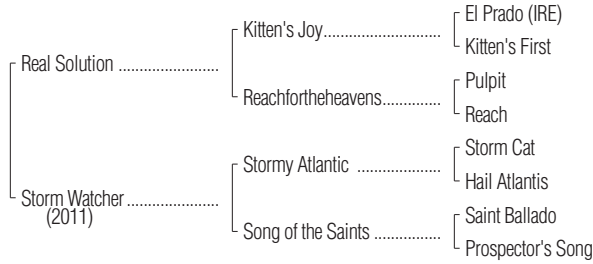 El Prado (IRE)
Kitten's Joy........................
Kitten's First
Real Solution .....................
Pulpit
Reachfortheheavens............
Reach
Storm Cat
Stormy Atlantic .................
Hail Atlantis
Storm Watcher ...................
(2011)
Saint Ballado
Song of the Saints .............
Prospector's Song